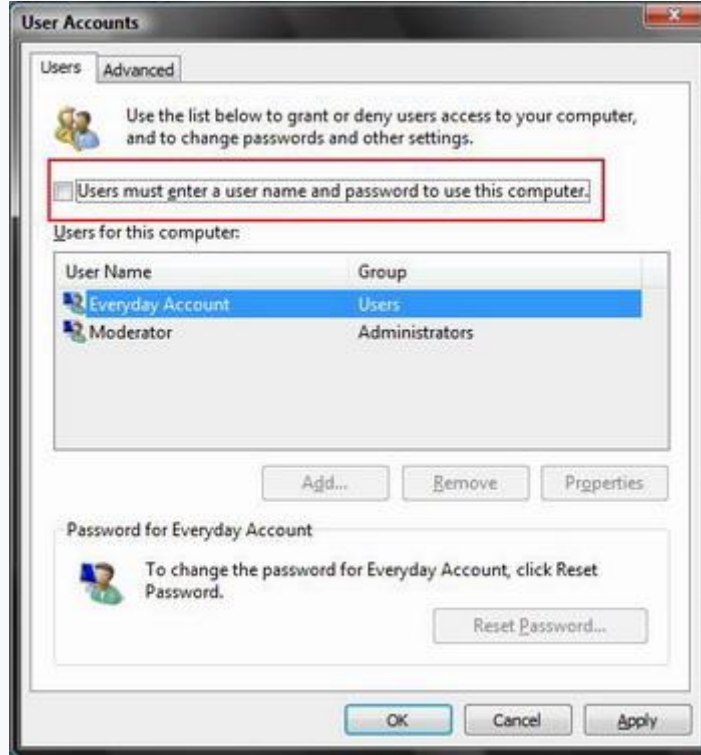 User Accounts
Users Advanced
Use the list below to grant or deny users access to your computer,
and to change passwords and other settings.
Users must enter a user name and password to use this computer.
Users for this computer:
User Name Group
Everyday Account Users
Moderator Administrators
Add... Remove Properties
Password for Everyday Account
To change the password for Everyday Account, click Reset
Password.
Reset Password...
OK Cancel Apply